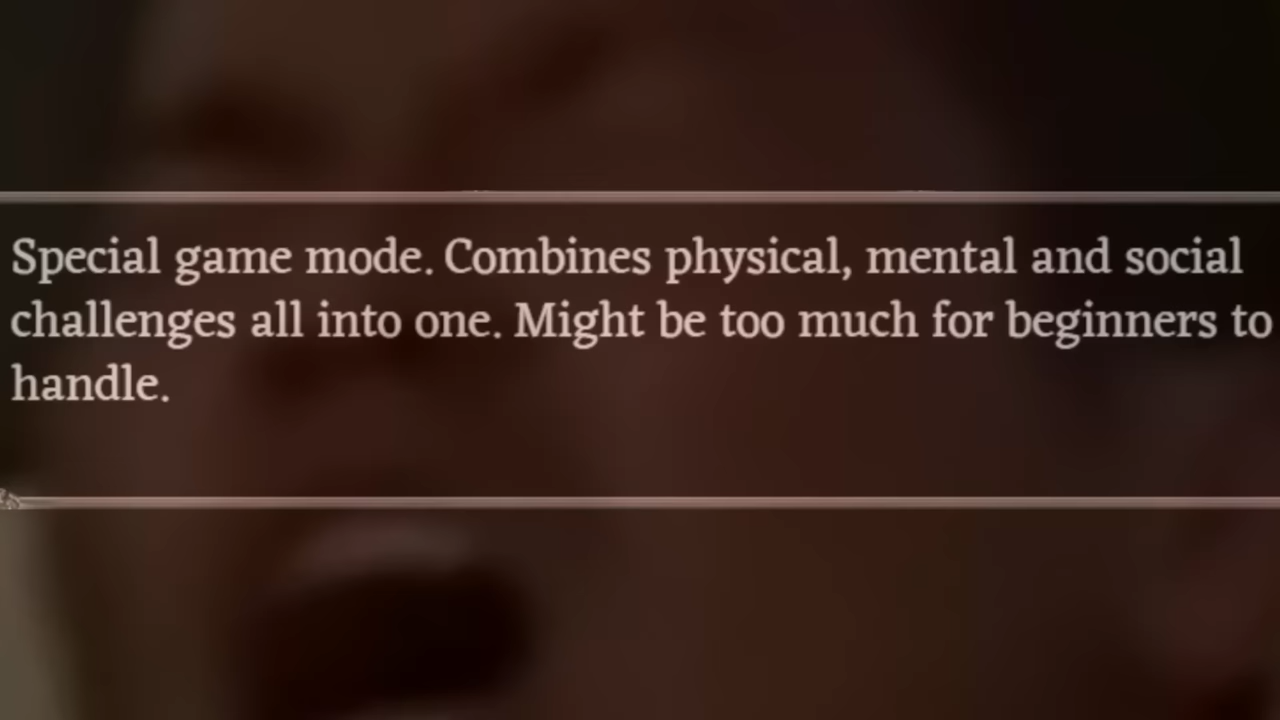 Special game mode. Combines physical, mental and social
challenges all into one. Might be too much for beginners to
handle.